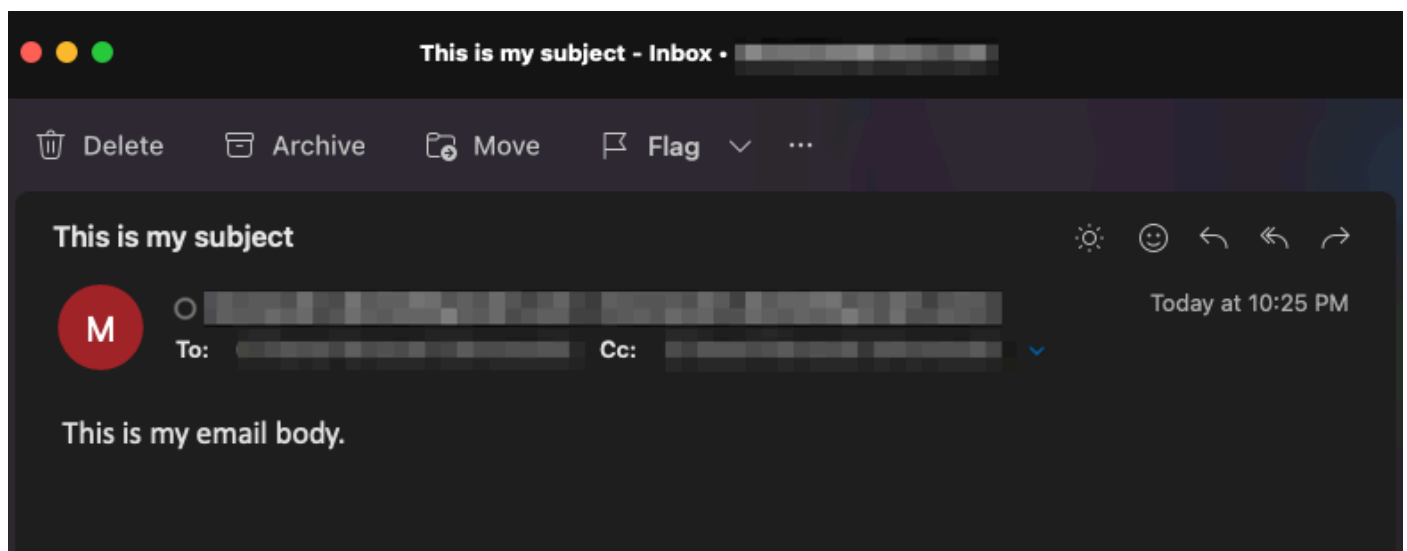 This is my subject - Inbox •
Delete Archive Move Flag ...
This is my subject
M
Today at 10:25 PM
To: Cc:
This is my email body.